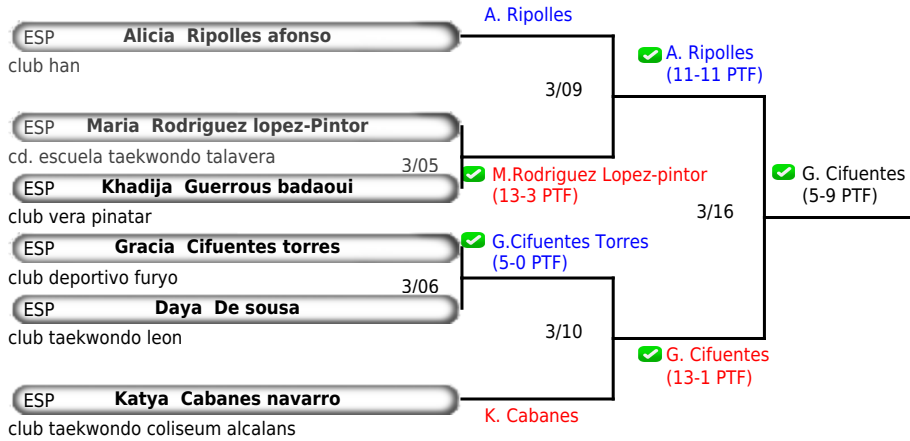 A. Ripolles
ESP Alicia Ripolles afonso
club han
A. Ripolles
(11-11 PTF)
3/09
ESP Maria Rodriguez lopez-Pintor
cd. escuela taekwondo talavera
3/05
M.Rodriguez Lopez-pintor
(13-3 PTF)
ESP Khadija Guerrous badaoui
club vera pinatar
G. Cifuentes
(5-9 PTF)
3/16
ESP Gracia Cifuentes torres
club deportivo furyo
G.Cifuentes Torres
(5-0 PTF)
3/06
ESP Daya De sousa
club taekwondo leon
3/10
G. Cifuentes
(13-1 PTF)
ESP Katya Cabanes navarro
club taekwondo coliseum alcalans
K. Cabanes